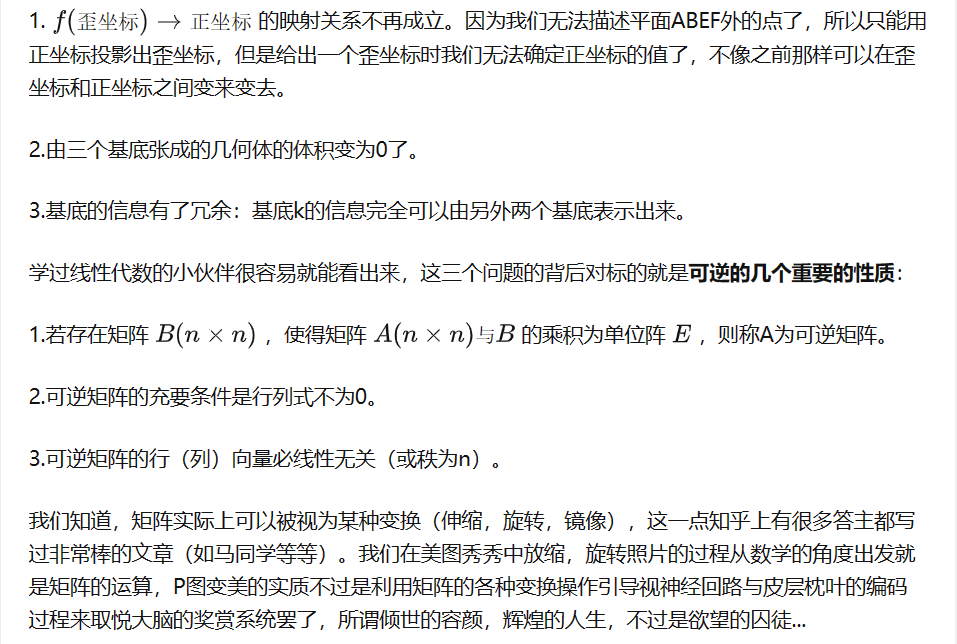 1. f(歪坐标) → 正坐标 的映射关系不再成立。因为我们无法描述平面ABEF外的点了，所以只能用
正坐标投影出歪坐标，但是给出一个歪坐标时我们无法确定正坐标的值了，不像之前那样可以在歪
坐标和正坐标之间变来变去。
2.由三个基底张成的几何体的体积变为0了。
3.基底的信息有了冗余：基底k的信息完全可以由另外两个基底表示出来。
学过线性代数的小伙伴很容易就能看出来，这三个问题的背后对标的就是可逆的几个重要的性质：
1.若存在矩阵 B(n × n) ，使得矩阵 A(n × n)与B 的乘积为单位阵 E ，则称A为可逆矩阵。
2.可逆矩阵的充要条件是行列式不为0。
3.可逆矩阵的行（列）向量必线性无关（或秩为n）。
我们知道，矩阵实际上可以被视为某种变换（伸缩，旋转，镜像），这一点知乎上有很多答主都写
过非常棒的文章（如马同学等等）。我们在美图秀秀中放缩，旋转照片的过程从数学的角度出发就
是矩阵的运算，P图变美的实质不过是利用矩阵的各种变换操作引导视神经回路与皮层枕叶的编码
过程来取悦大脑的奖赏系统罢了，所谓倾世的容颜，辉煌的人生，不过是欲望的囚徒...